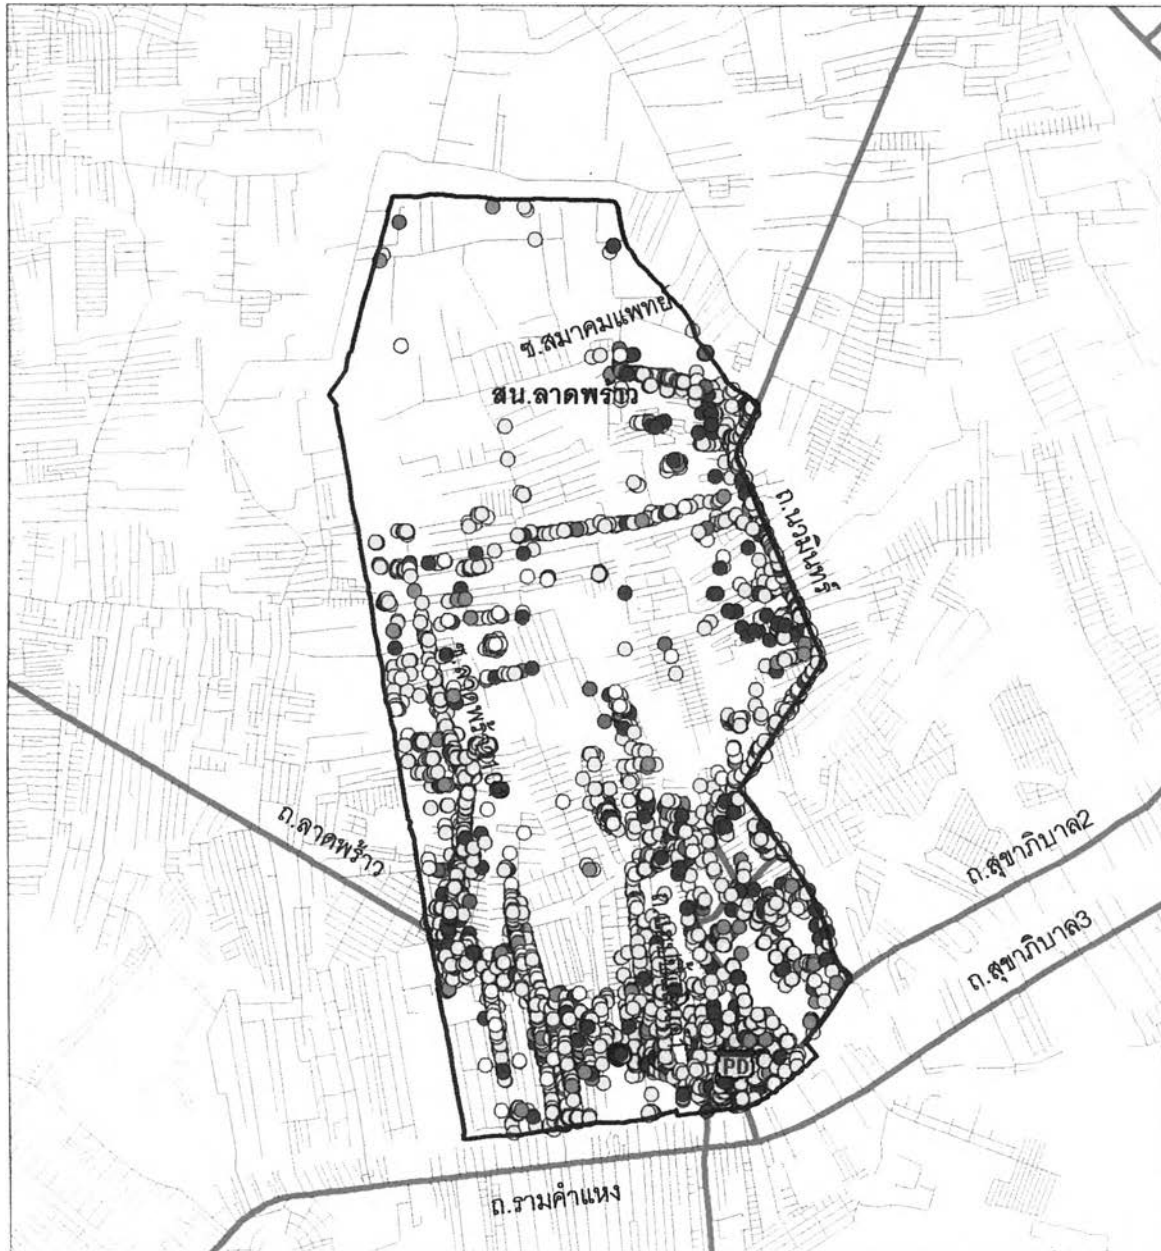 ซ.สมาคมแพทย์
สน.ลาดพร้าว
ถ.นวมินทร์
ถ.ลาดพร้าว
ถ.สุขาภิบาล2
ถ.สุขาภิบาล3
PD
ถ.รามคำแหง